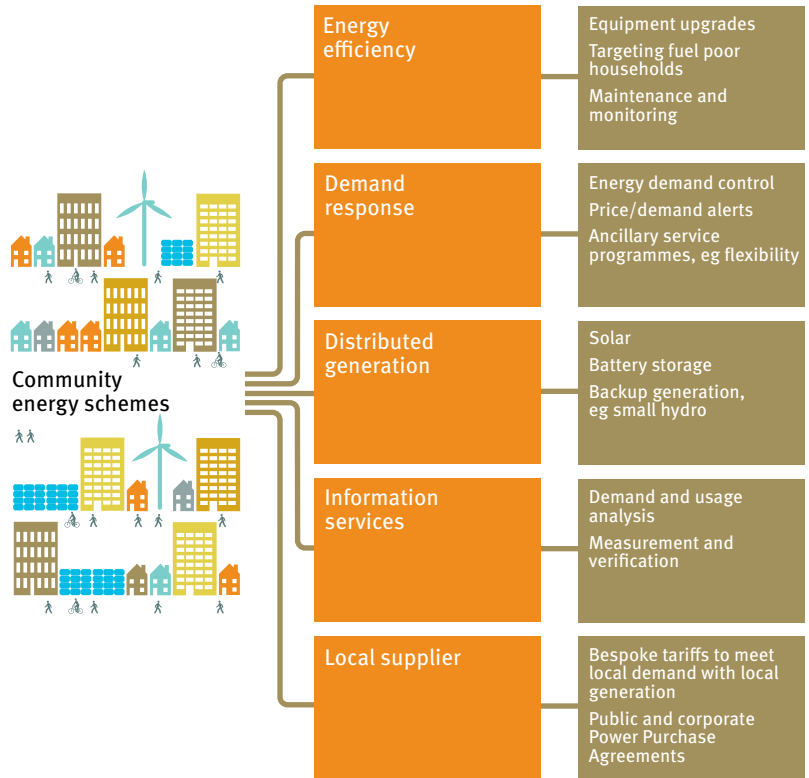 Community
energy schemes
Energy
efficiency
Equipment upgrades
Targeting fuel poor
households
Maintenance and
monitoring
Demand
response
Energy demand control
Price/demand alerts
Ancillary service
programmes, eg flexibility
Distributed
generation
Solar
Battery storage
Backup generation,
eg small hydro
Information
services
Demand and usage
analysis
Measurement and
verification
Local supplier
Bespoke tariffs to meet
local demand with local
generation
Public and corporate
Power Purchase
Agreements